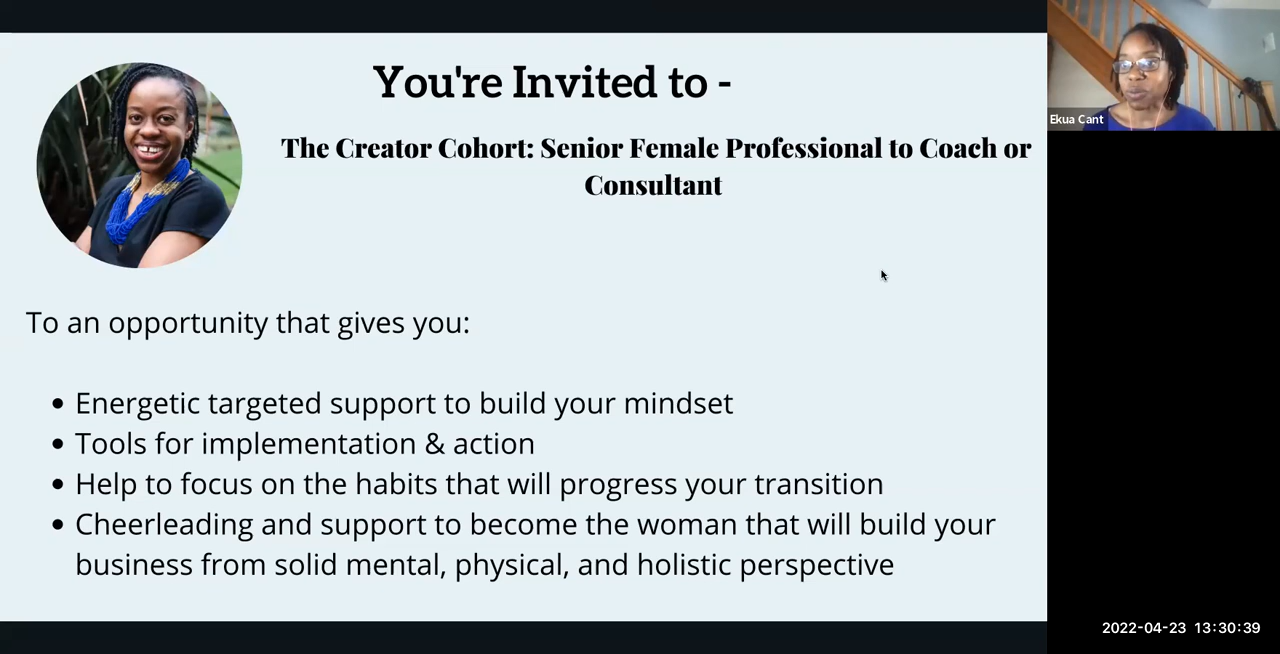 You're Invited to -
The Creator Cohort: Senior Female Professional to Coach or
Consultant
To an opportunity that gives you:
• Energetic targeted support to build your mindset
• Tools for implementation & action
• Help to focus on the habits that will progress your transition
• Cheerleading and support to become the woman that will build your
business from solid mental, physical, and holistic perspective
Ekua Cant
2022-04-23 13:30:39